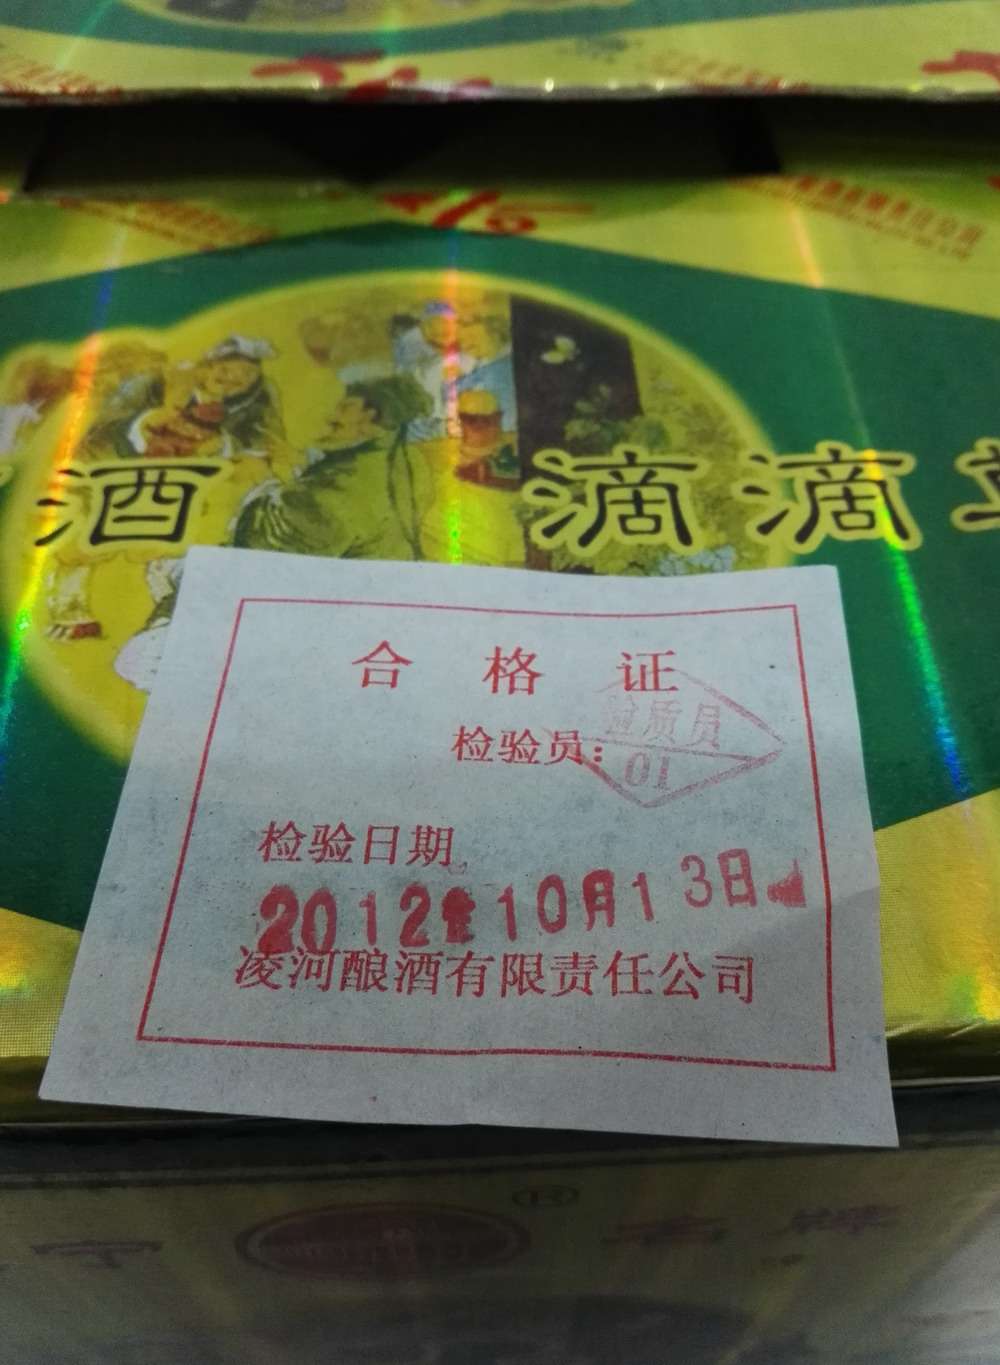 酒 滴滴
合格证
检验员：
检质员
01
检验日期
2012年10月13日
凌河酿酒有限责任公司
®